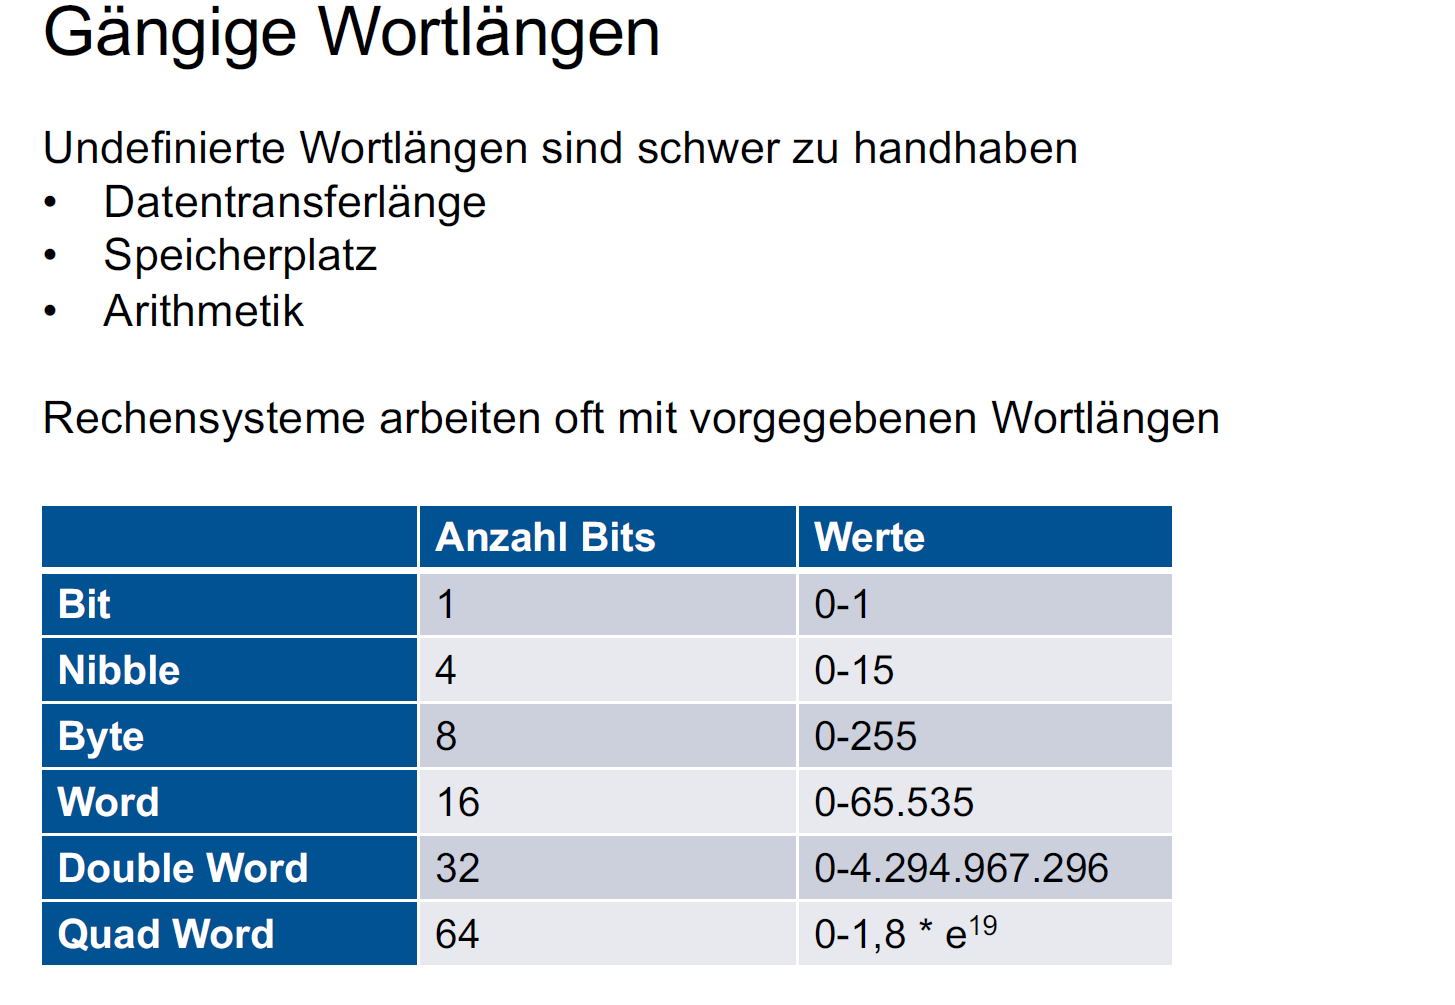 Gängige Wortlängen
Undefinierte Wortlängen sind schwer zu handhaben
• Datentransferlänge
• Speicherplatz
• Arithmetik
Rechensysteme arbeiten oft mit vorgegebenen Wortlängen
Anzahl Bits Werte
Bit 1 0-1
Nibble 4 0-15
Byte 8 0-255
Word 16 0-65.535
Double Word 32 0-4.294.967.296
Quad Word 64 0-1,8 * e¹⁹